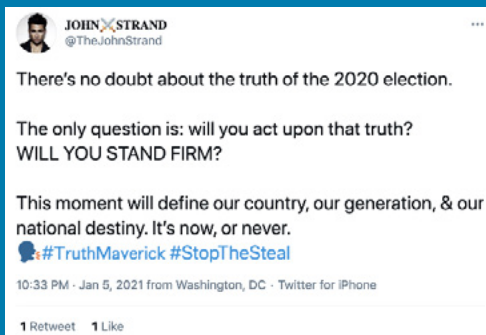 JOHN⚔STRAND
@TheJohnStrand
There's no doubt about the truth of the 2020 election.
The only question is: will you act upon that truth?
WILL YOU STAND FIRM?
This moment will define our country, our generation, & our
national destiny. It's now, or never.
🗣#TruthMaverick #StopTheSteal
10:33 PM · Jan 5, 2021 from Washington, DC · Twitter for iPhone
1 Retweet 1 Like